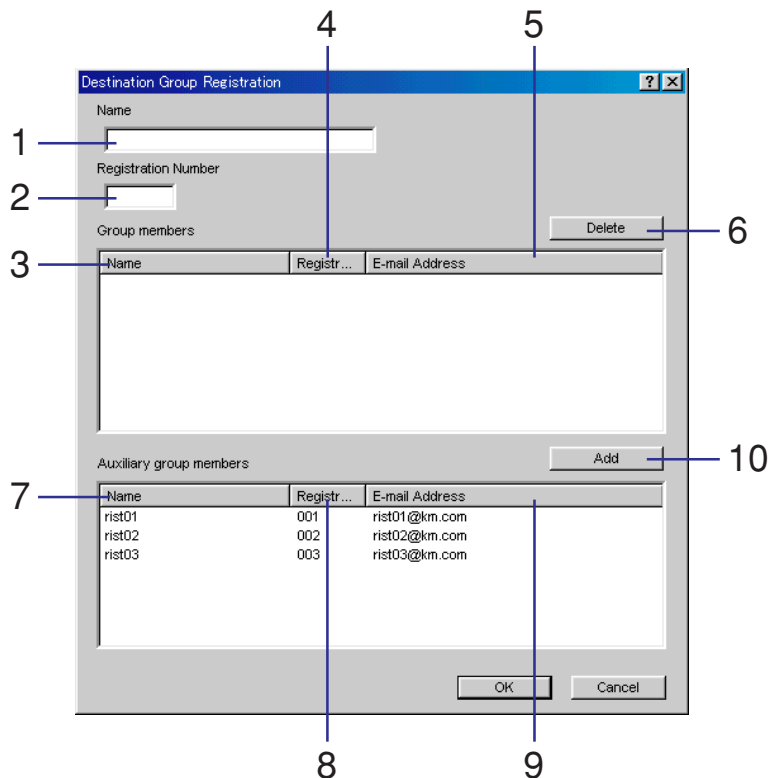 4 5
Destination Group Registration ? ×
Name
1
Registration Number
2
Delete 6
Group members
3 Name Registr... E-mail Address
Add 10
Auxiliary group members
7 Name Registr... E-mail Address
rist01 001 rist01@km.com
rist02 002 rist02@km.com
rist03 003 rist03@km.com
OK Cancel
8 9